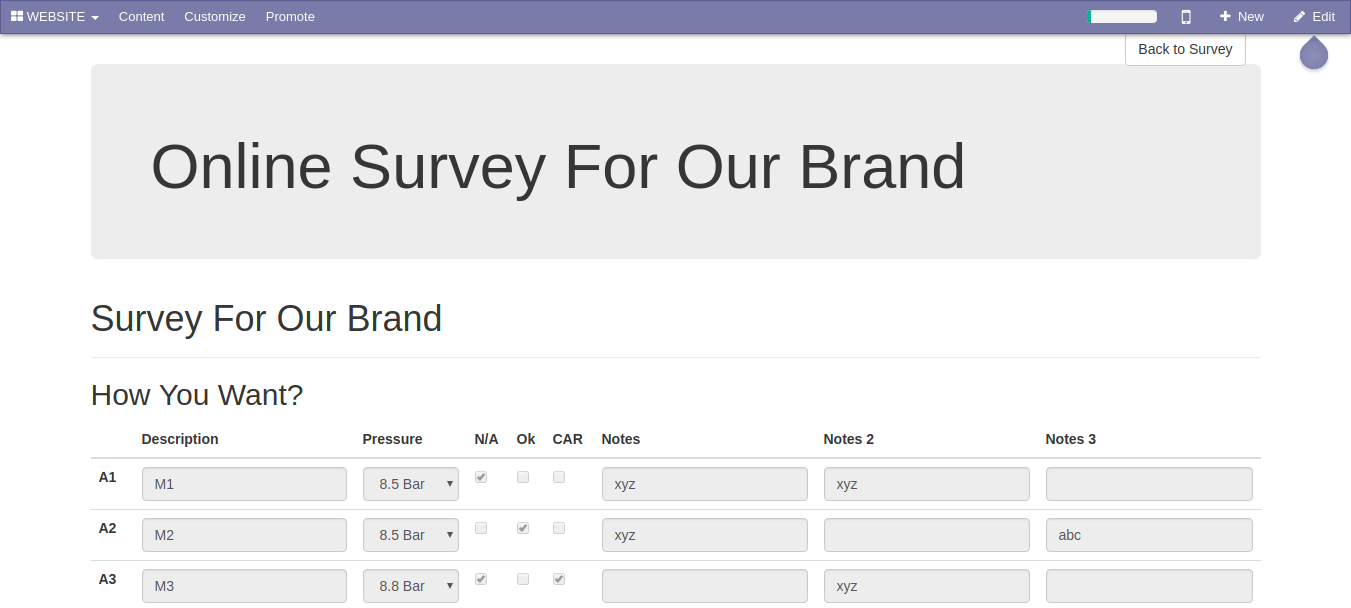 WEBSITE Content Customize Promote New Edit
Back to Survey
Online Survey For Our Brand
Survey For Our Brand
How You Want?
Description Pressure N/A Ok CAR Notes Notes 2 Notes 3
A1 M1 8.5 Bar xyz xyz
A2 M2 8.5 Bar xyz abc
A3 M3 8.8 Bar xyz